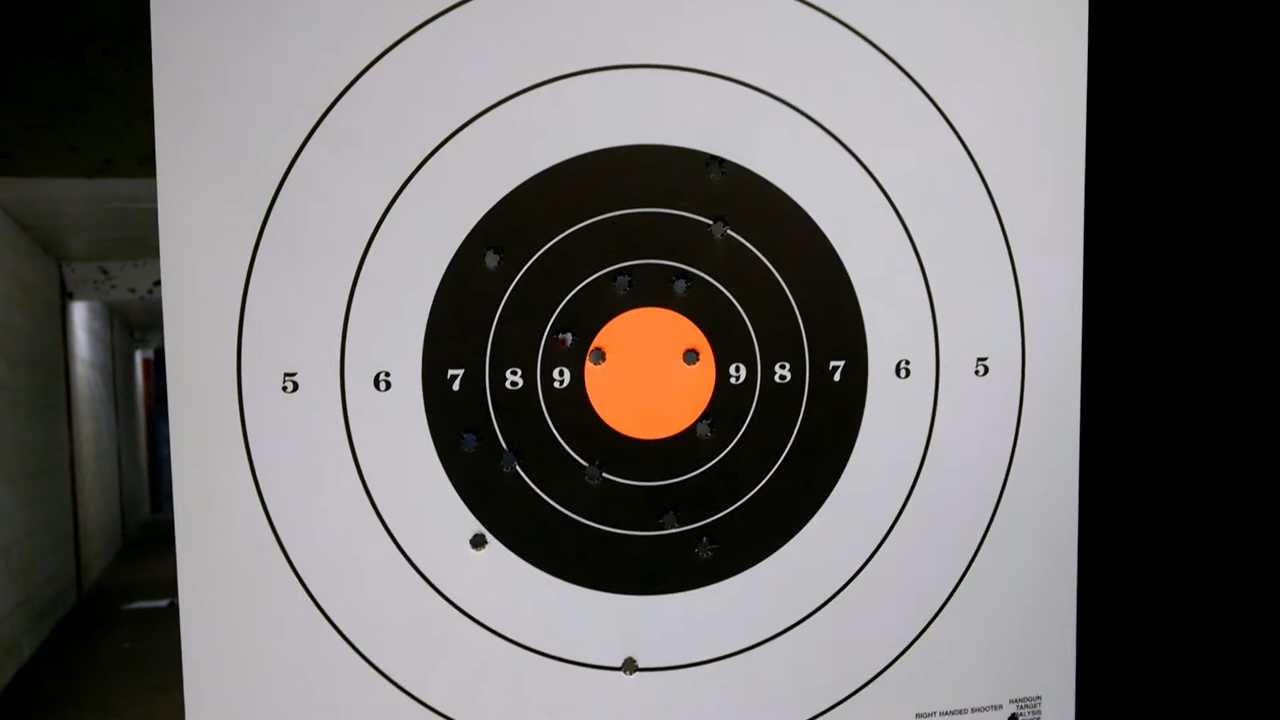 5 6 7 8 9 9 8 7 6 5
RIGHT HANDED SHOOTER
HANDGUN
TARGET